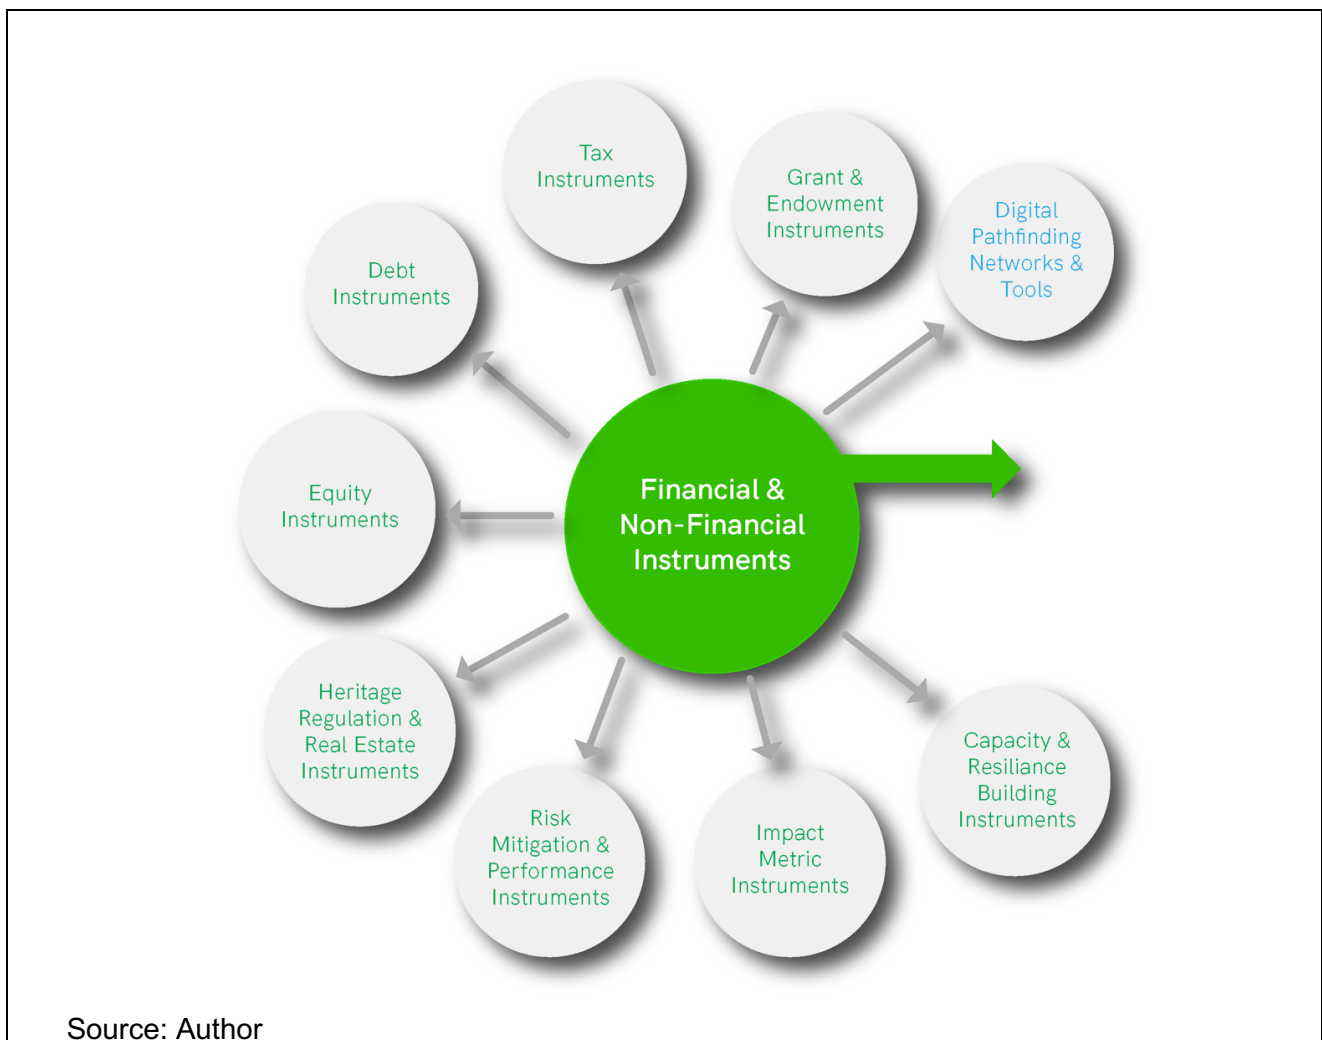 Tax
Instruments
Grant &
Endowment
Instruments
Digital
Pathfinding
Networks &
Tools
Debt
Instruments
Equity
Instruments
Financial &
Non-Financial
Instruments
Heritage
Regulation &
Real Estate
Instruments
Risk
Mitigation &
Performance
Instruments
Impact
Metric
Instruments
Capacity &
Resiliance
Building
Instruments
Source: Author